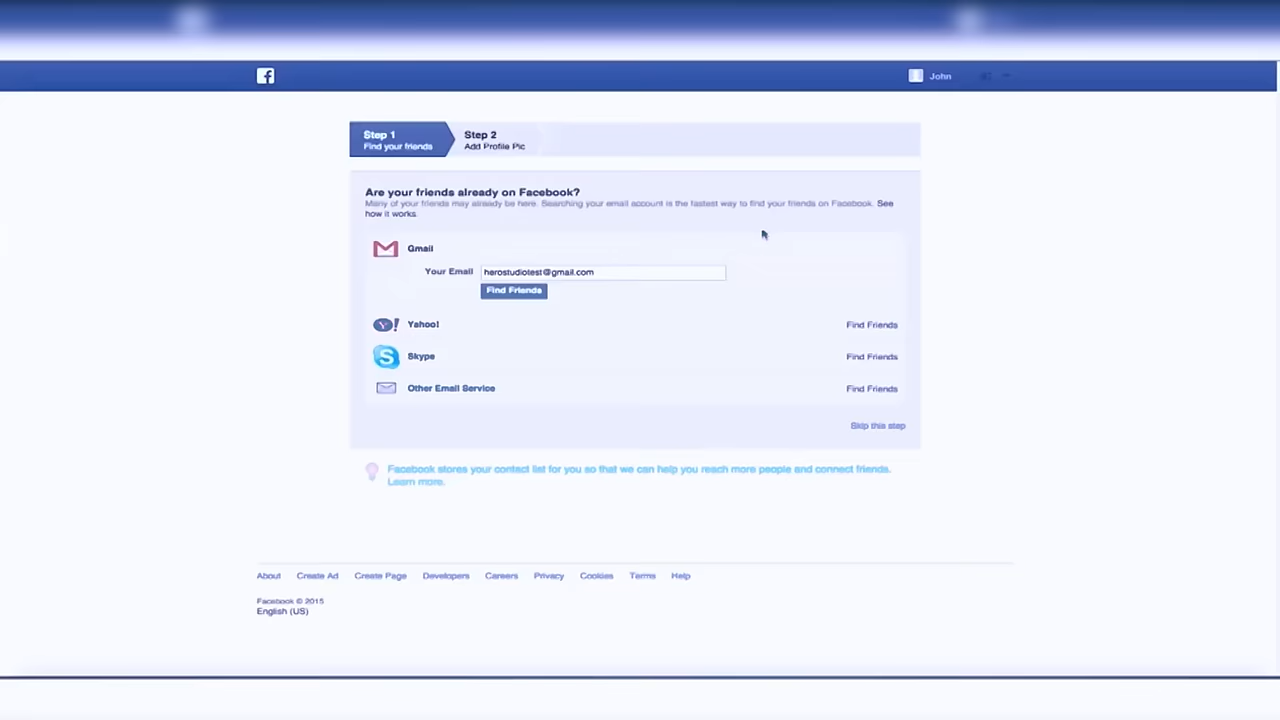 John
Step 1
Find your friends
Step 2
Add Profile Pic
Are your friends already on Facebook?
Many of your friends may already be here. Searching your email account is the fastest way to find your friends on Facebook. See
how it works.
Gmail
Your Email herostudiotest@gmail.com
Find Friends
Yahoo! Find Friends
Skype Find Friends
Other Email Service Find Friends
Skip this step
Facebook stores your contact list for you so that we can help you reach more people and connect friends.
Learn more.
About Create Ad Create Page Developers Careers Privacy Cookies Terms Help
Facebook © 2015
English (US)